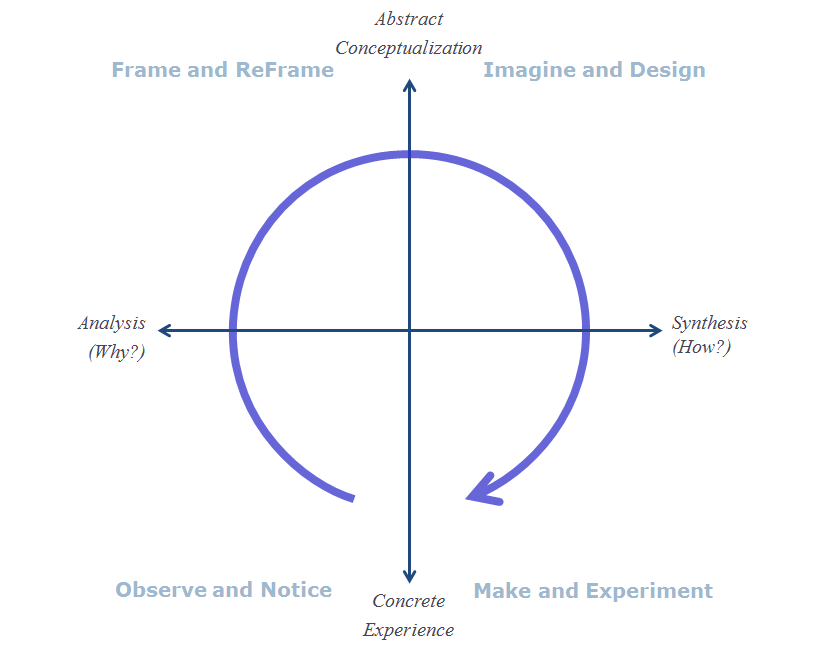 Abstract
Conceptualization
Frame and ReFrame
Imagine and Design
Analysis
(Why?)
Synthesis
(How?)
Observe and Notice
Make and Experiment
Concrete
Experience